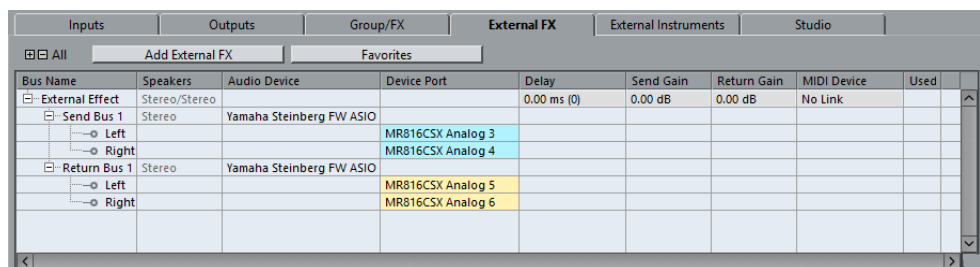 Inputs Outputs Group/FX External FX External Instruments Studio
All Add External FX Favorites
Bus Name Speakers Audio Device Device Port Delay Send Gain Return Gain MIDI Device Used
External Effect Stereo/Stereo 0.00 ms (0) 0.00 dB 0.00 dB No Link
Send Bus 1 Stereo Yamaha Steinberg FW ASIO
Left MR816CSX Analog 3
Right MR816CSX Analog 4
Return Bus 1 Stereo Yamaha Steinberg FW ASIO
Left MR816CSX Analog 5
Right MR816CSX Analog 6